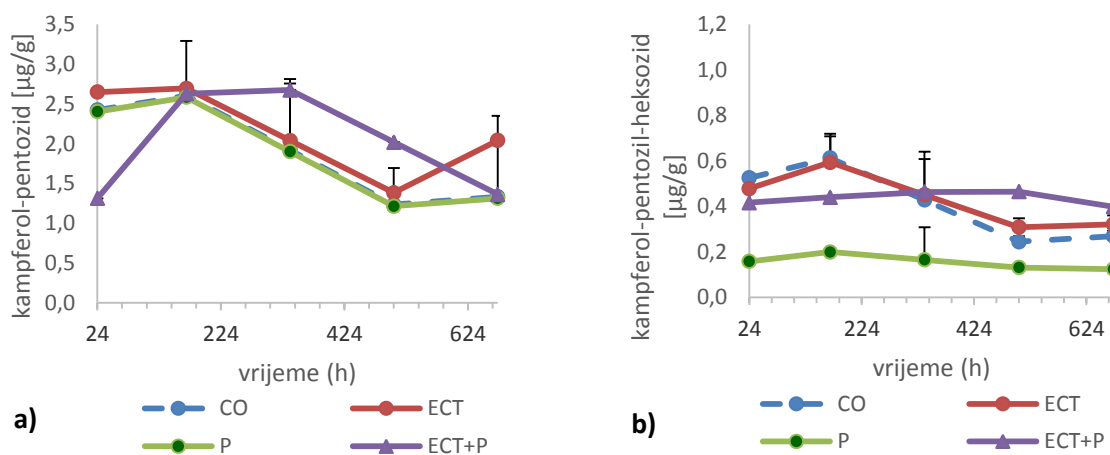 kampferol-pentozid [µg/g]
3,5
3,0
2,5
2,0
1,5
1,0
0,5
0,0
24 224 424 624
vrijeme (h)
CO ECT
P ECT+P
a)
kampferol-pentozil-heksozid
[µg/g]
1,2
1,0
0,8
0,6
0,4
0,2
0,0
24 224 424 624
vrijeme (h)
CO ECT
P ECT+P
b)